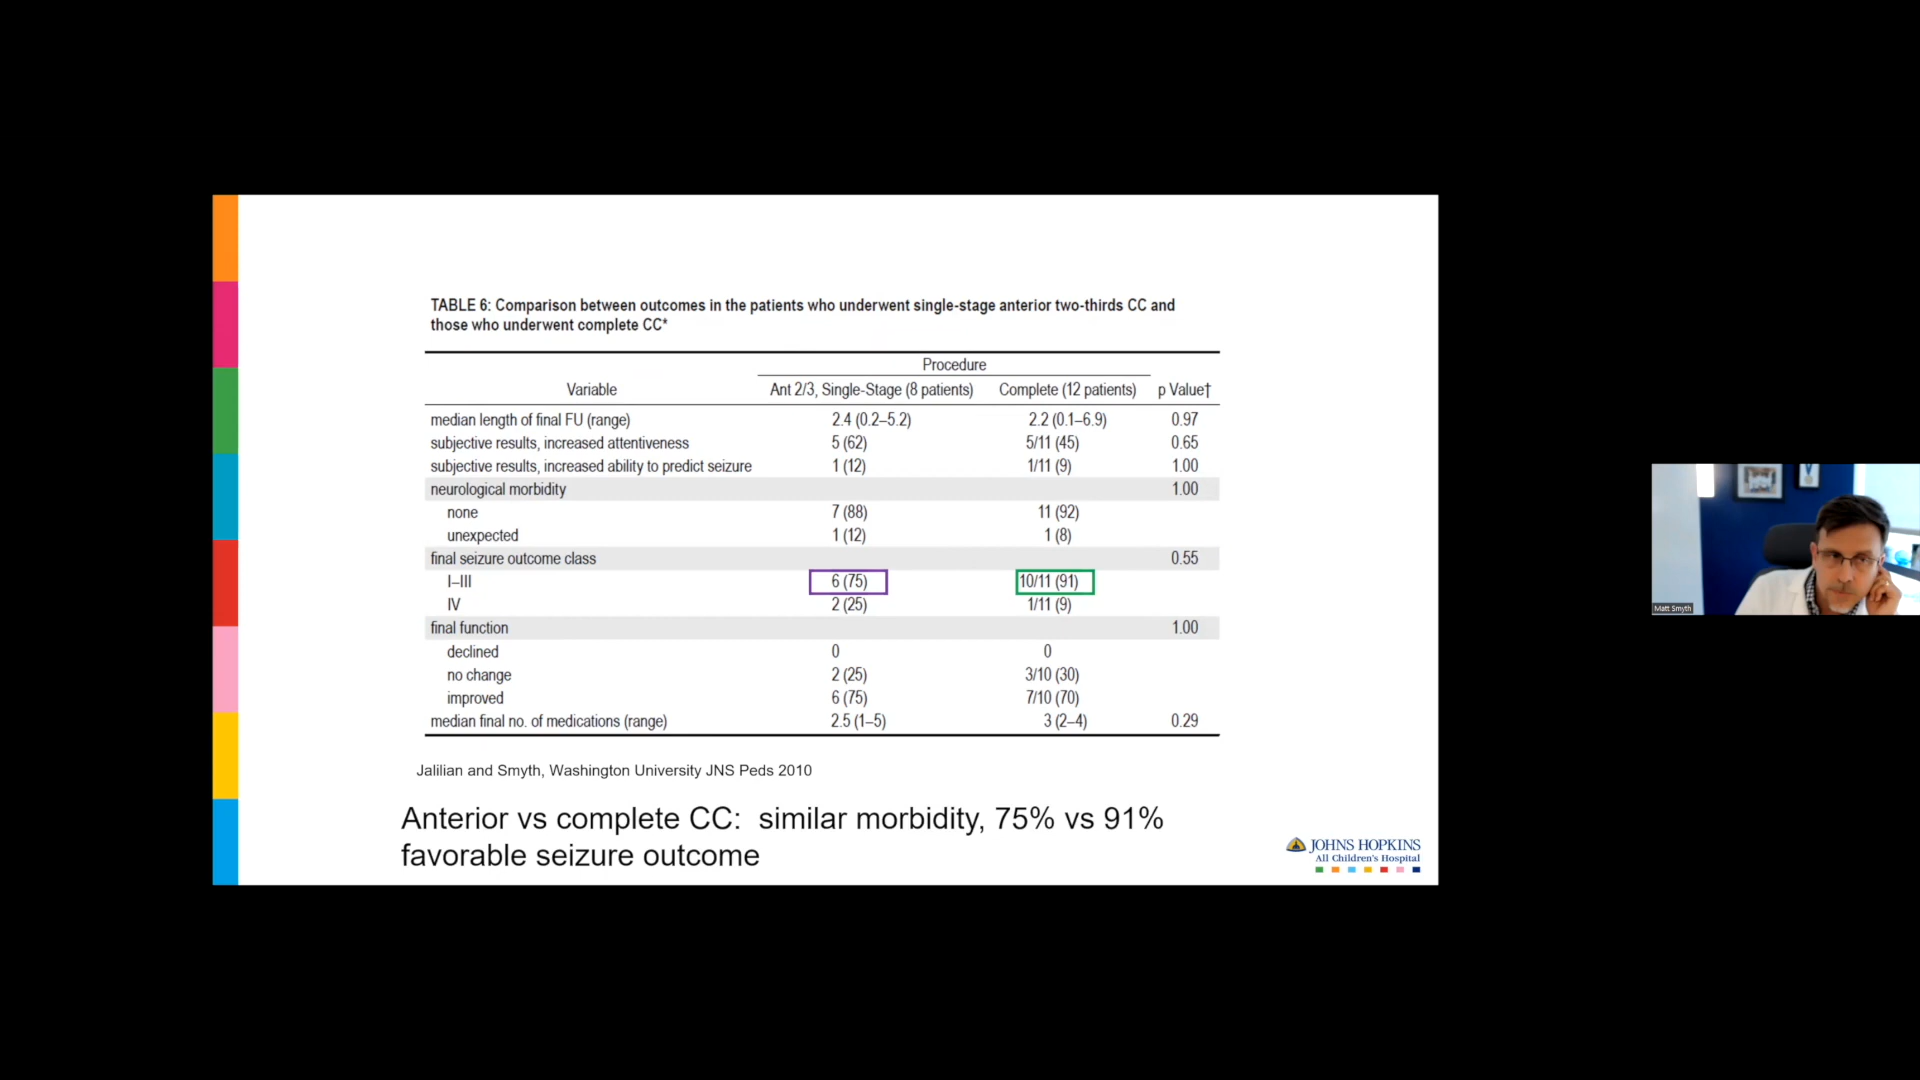 TABLE 6: Comparison between outcomes in the patients who underwent single-stage anterior two-thirds CC and
those who underwent complete CC*
Procedure
Variable Ant 2/3, Single-Stage (8 patients) Complete (12 patients) p Value†
median length of final FU (range) 2.4 (0.2–5.2) 2.2 (0.1–6.9) 0.97
subjective results, increased attentiveness 5 (62) 5/11 (45) 0.65
subjective results, increased ability to predict seizure 1 (12) 1/11 (9) 1.00
neurological morbidity 1.00
none 7 (88) 11 (92)
unexpected 1 (12) 1 (8)
final seizure outcome class 0.55
I–III 6 (75) 10/11 (91)
IV 2 (25) 1/11 (9)
final function 1.00
declined 0 0
no change 2 (25) 3/10 (30)
improved 6 (75) 7/10 (70)
median final no. of medications (range) 2.5 (1–5) 3 (2–4) 0.29
Jalilian and Smyth, Washington University JNS Peds 2010
Anterior vs complete CC: similar morbidity, 75% vs 91%
favorable seizure outcome
JOHNS HOPKINS
All Children's Hospital
Matt Smyth